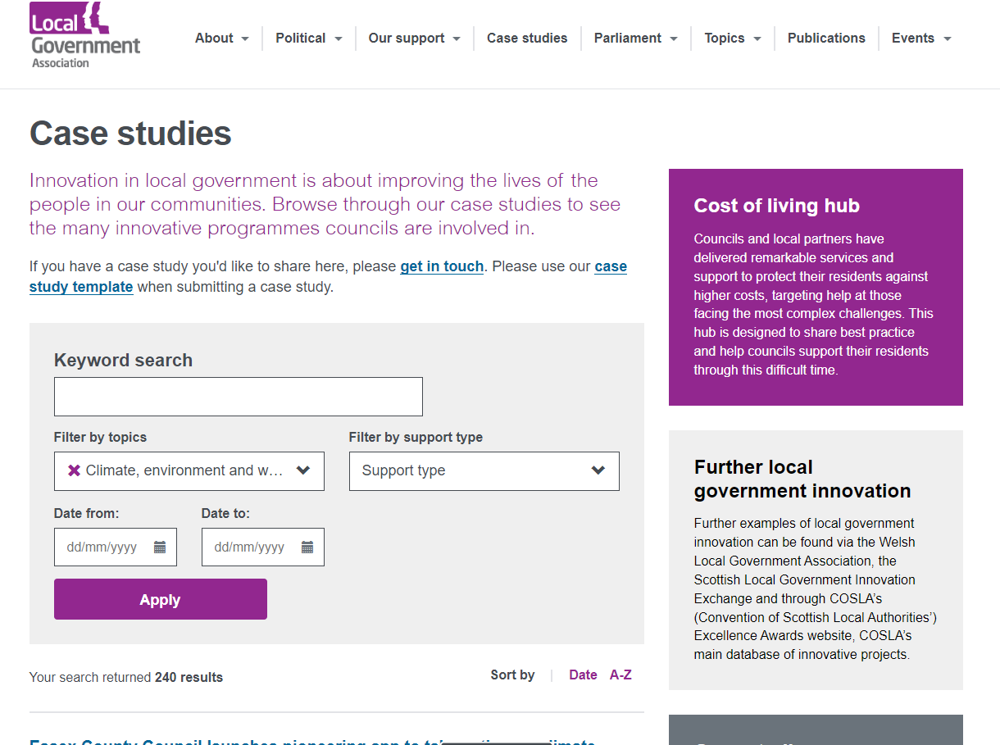 Local
Government
Association
About
Political
Our support
Case studies
Parliament
Topics
Publications
Events
Case studies
Innovation in local government is about improving the lives of the
people in our communities. Browse through our case studies to see
the many innovative programmes councils are involved in.
If you have a case study you'd like to share here, please get in touch. Please use our case
study template when submitting a case study.
Keyword search
Filter by topics
Filter by support type
Climate, environment and w…
Support type
Date from:
Date to:
dd/mm/yyyy
dd/mm/yyyy
Apply
Your search returned 240 results
Sort by
Date
A-Z
Essex County Council launches pioneering app to
Cost of living hub
Councils and local partners have
delivered remarkable services and
support to protect their residents against
higher costs, targeting help at those
facing the most complex challenges. This
hub is designed to share best practice
and help councils support their residents
through this difficult time.
Further local
government innovation
Further examples of local government
innovation can be found via the Welsh
Local Government Association, the
Scottish Local Government Innovation
Exchange and through COSLA’s
(Convention of Scottish Local Authorities’)
Excellence Awards website, COSLA’s
main database of innovative projects.